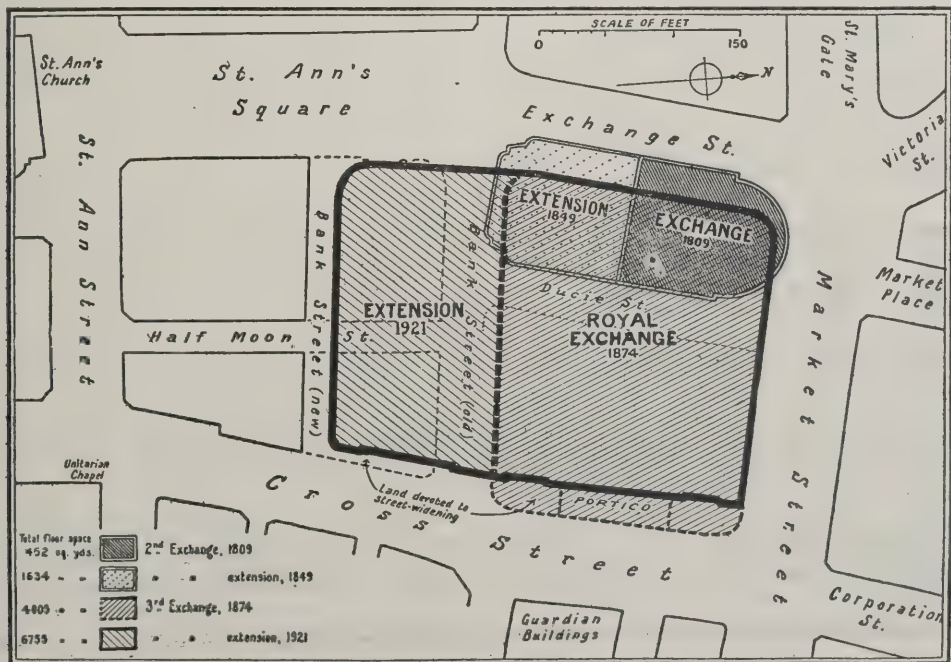 SCALE OF FEET
0 150
N
St. Ann's
Church
St. Ann's
Square
St. Mary's
Gate
Exchange St.
Victoria
St.
St. Ann Street
Bank Street (new)
EXTENSION
1849
EXCHANGE
1809
Market
Place
Bank Street (old)
Ducie St.
EXTENSION
1921
ROYAL
EXCHANGE
1874
Half Moon St.
Market Street
Unitarian
Chapel
Land devoted to
street-widening
PORTICO
Cross Street
Corporation
St.
Guardian
Buildings
Total floor space
sq. yds. 2nd Exchange, 1809
1634 " " " " extension, 1849
4005 " " 3rd Exchange, 1874
6755 " " " " extension, 1921